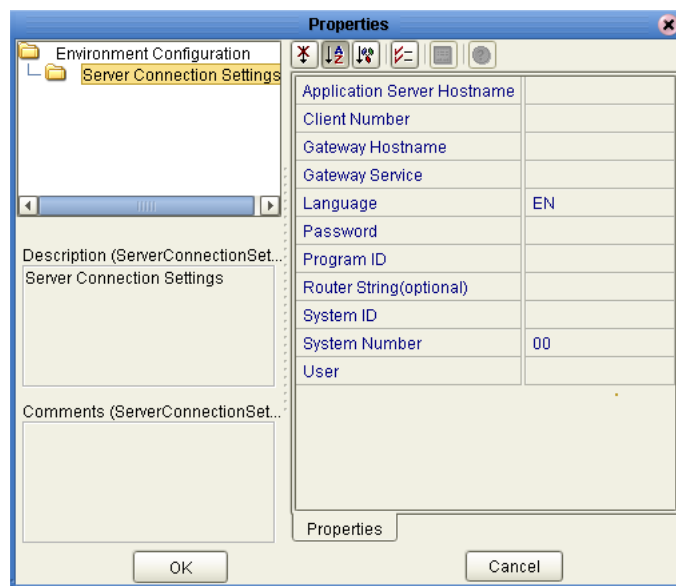 Properties
Environment Configuration
Server Connection Settings
Description (ServerConnectionSet...
Server Connection Settings
Comments (ServerConnectionSet...
Application Server Hostname
Client Number
Gateway Hostname
Gateway Service
Language EN
Password
Program ID
Router String(optional)
System ID
System Number 00
User
Properties
OK
Cancel